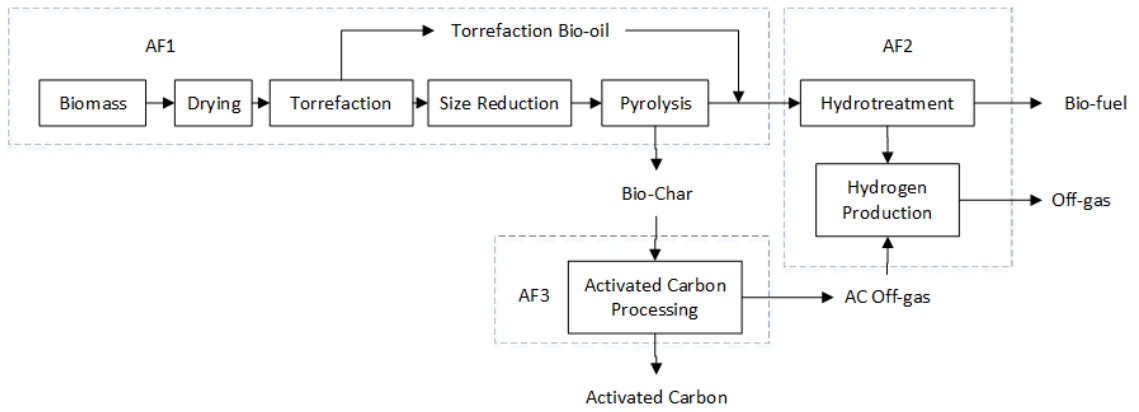 AF1
Torrefaction Bio-oil
AF2
Biomass
Drying
Torrefaction
Size Reduction
Pyrolysis
Hydrotreatment
Bio-fuel
Bio-Char
Hydrogen
Production
Off-gas
AF3
Activated Carbon
Processing
AC Off-gas
Activated Carbon